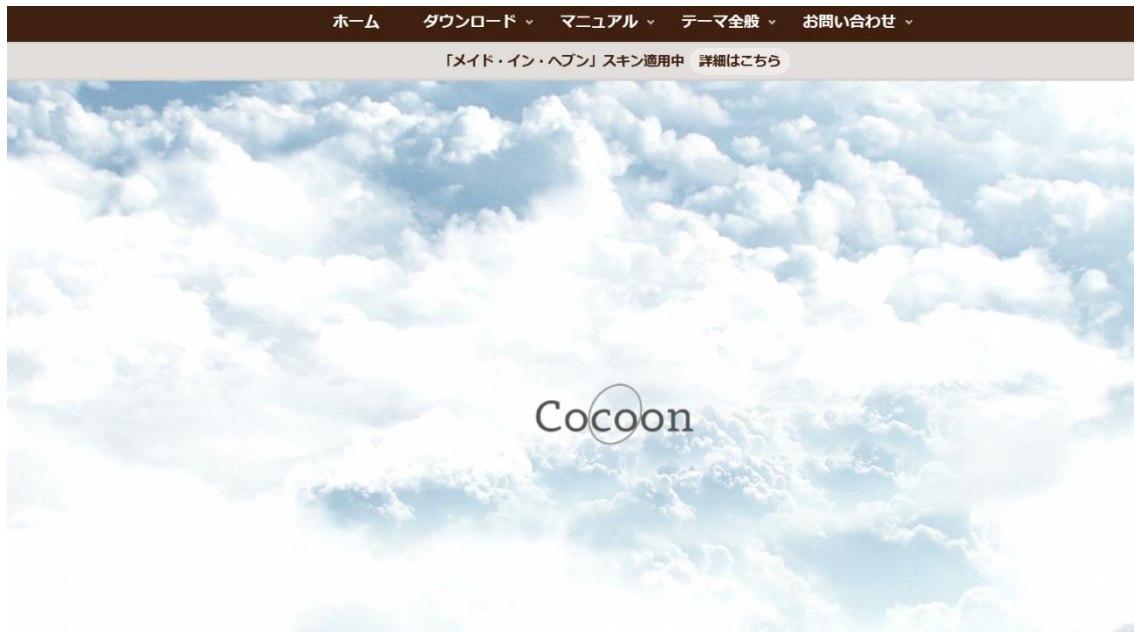 ホーム ダウンロード マニュアル テーマ全般 お問い合わせ
「メイド・イン・ヘブン」スキン適用中 詳細はこちら
Cocoon